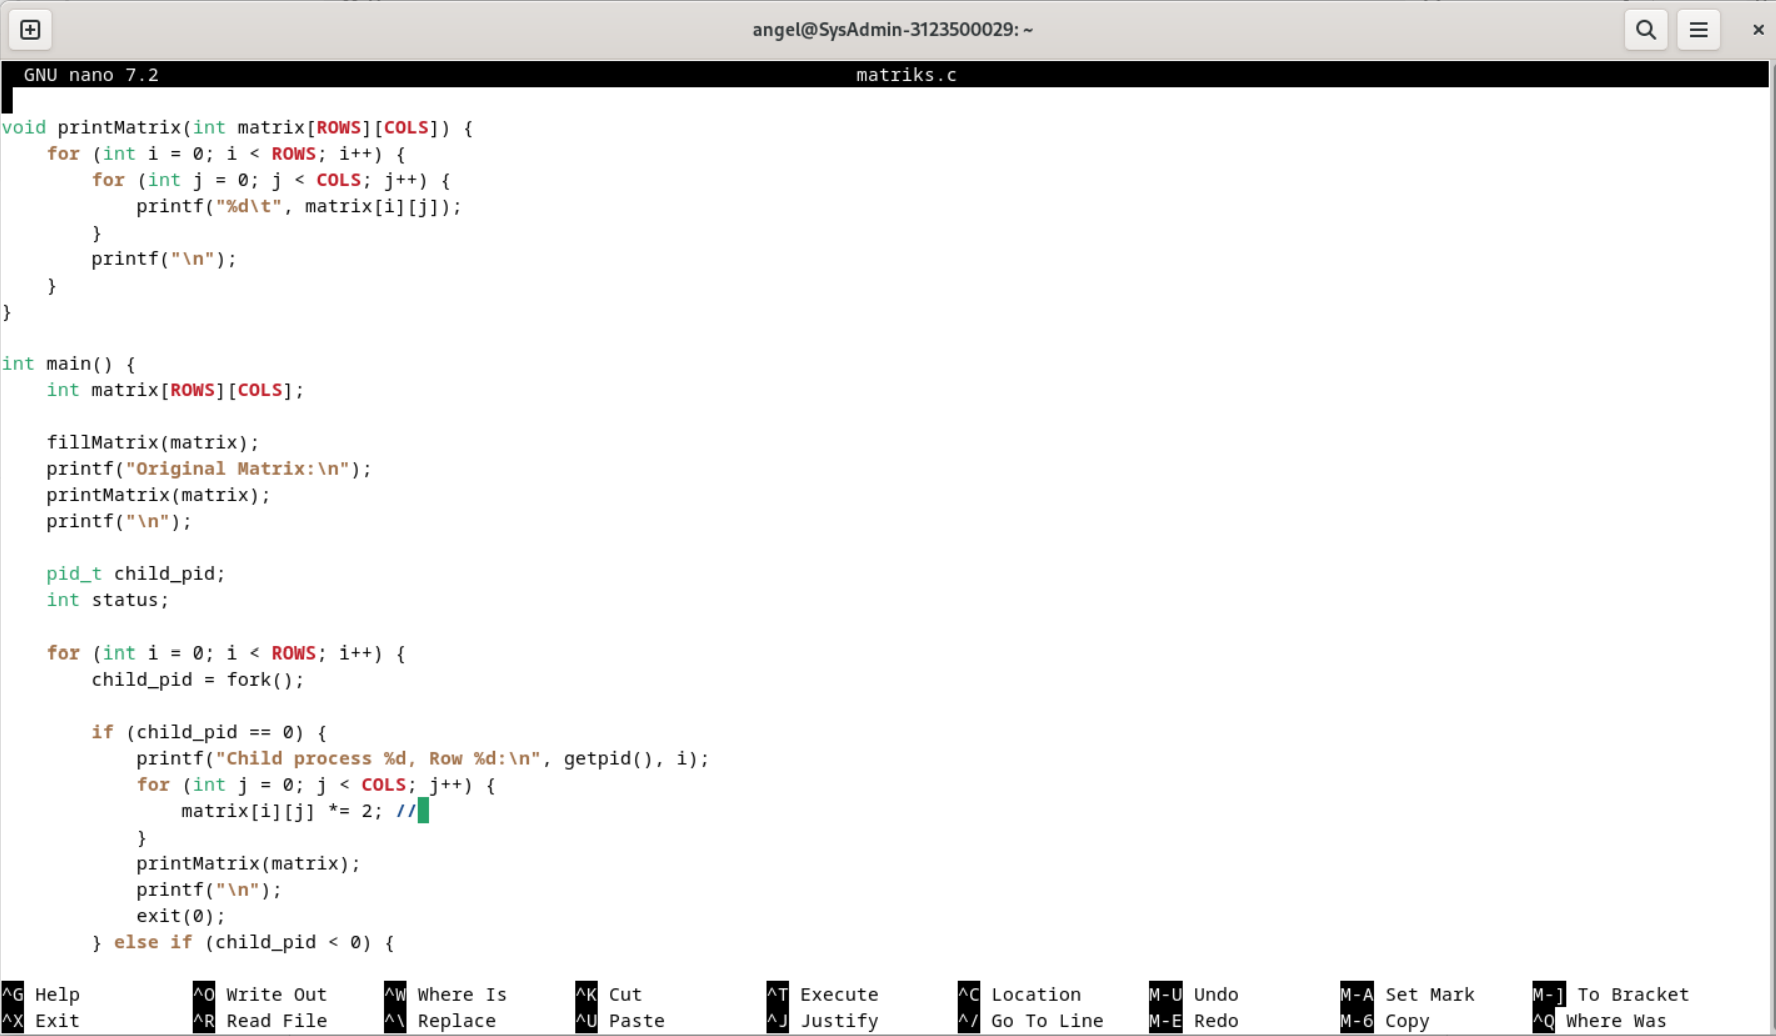 angel@SysAdmin-3123500029: ~
GNU nano 7.2 matriks.c
void printMatrix(int matrix[ROWS][COLS]) {
    for (int i = 0; i < ROWS; i++) {
        for (int j = 0; j < COLS; j++) {
            printf("%d\t", matrix[i][j]);
        }
        printf("\n");
    }
}

int main() {
    int matrix[ROWS][COLS];

    fillMatrix(matrix);
    printf("Original Matrix:\n");
    printMatrix(matrix);
    printf("\n");

    pid_t child_pid;
    int status;

    for (int i = 0; i < ROWS; i++) {
        child_pid = fork();

        if (child_pid == 0) {
            printf("Child process %d, Row %d:\n", getpid(), i);
            for (int j = 0; j < COLS; j++) {
                matrix[i][j] *= 2; //
            }
            printMatrix(matrix);
            printf("\n");
            exit(0);
        } else if (child_pid < 0) {
^G Help ^O Write Out ^W Where Is ^K Cut ^T Execute ^C Location M-U Undo M-A Set Mark M-] To Bracket
^X Exit ^R Read File ^\ Replace ^U Paste ^J Justify ^/ Go To Line M-E Redo M-6 Copy ^Q Where Was